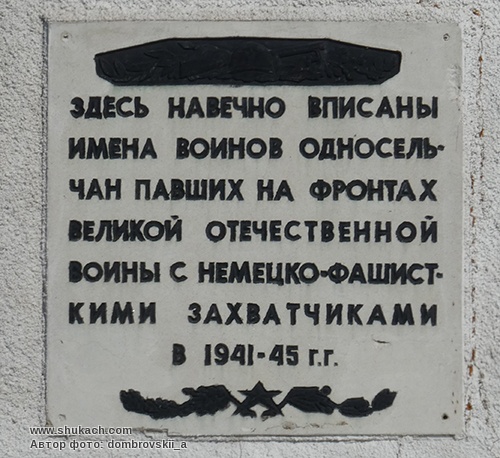 ЗДЕСЬ НАВЕЧНО ВПИСАНЫ
ИМЕНА ВОИНОВ ОДНОСЕЛЬ-
ЧАН ПАВШИХ НА ФРОНТАХ
ВЕЛИКОЙ ОТЕЧЕСТВЕННОЙ
ВОИНЫ С НЕМЕЦКО-ФАШИСТ-
КИМИ ЗАХВАТЧИКАМИ
В 1941-45 г.г.
www.shukach.com
Автор фото: dombrovskii_a